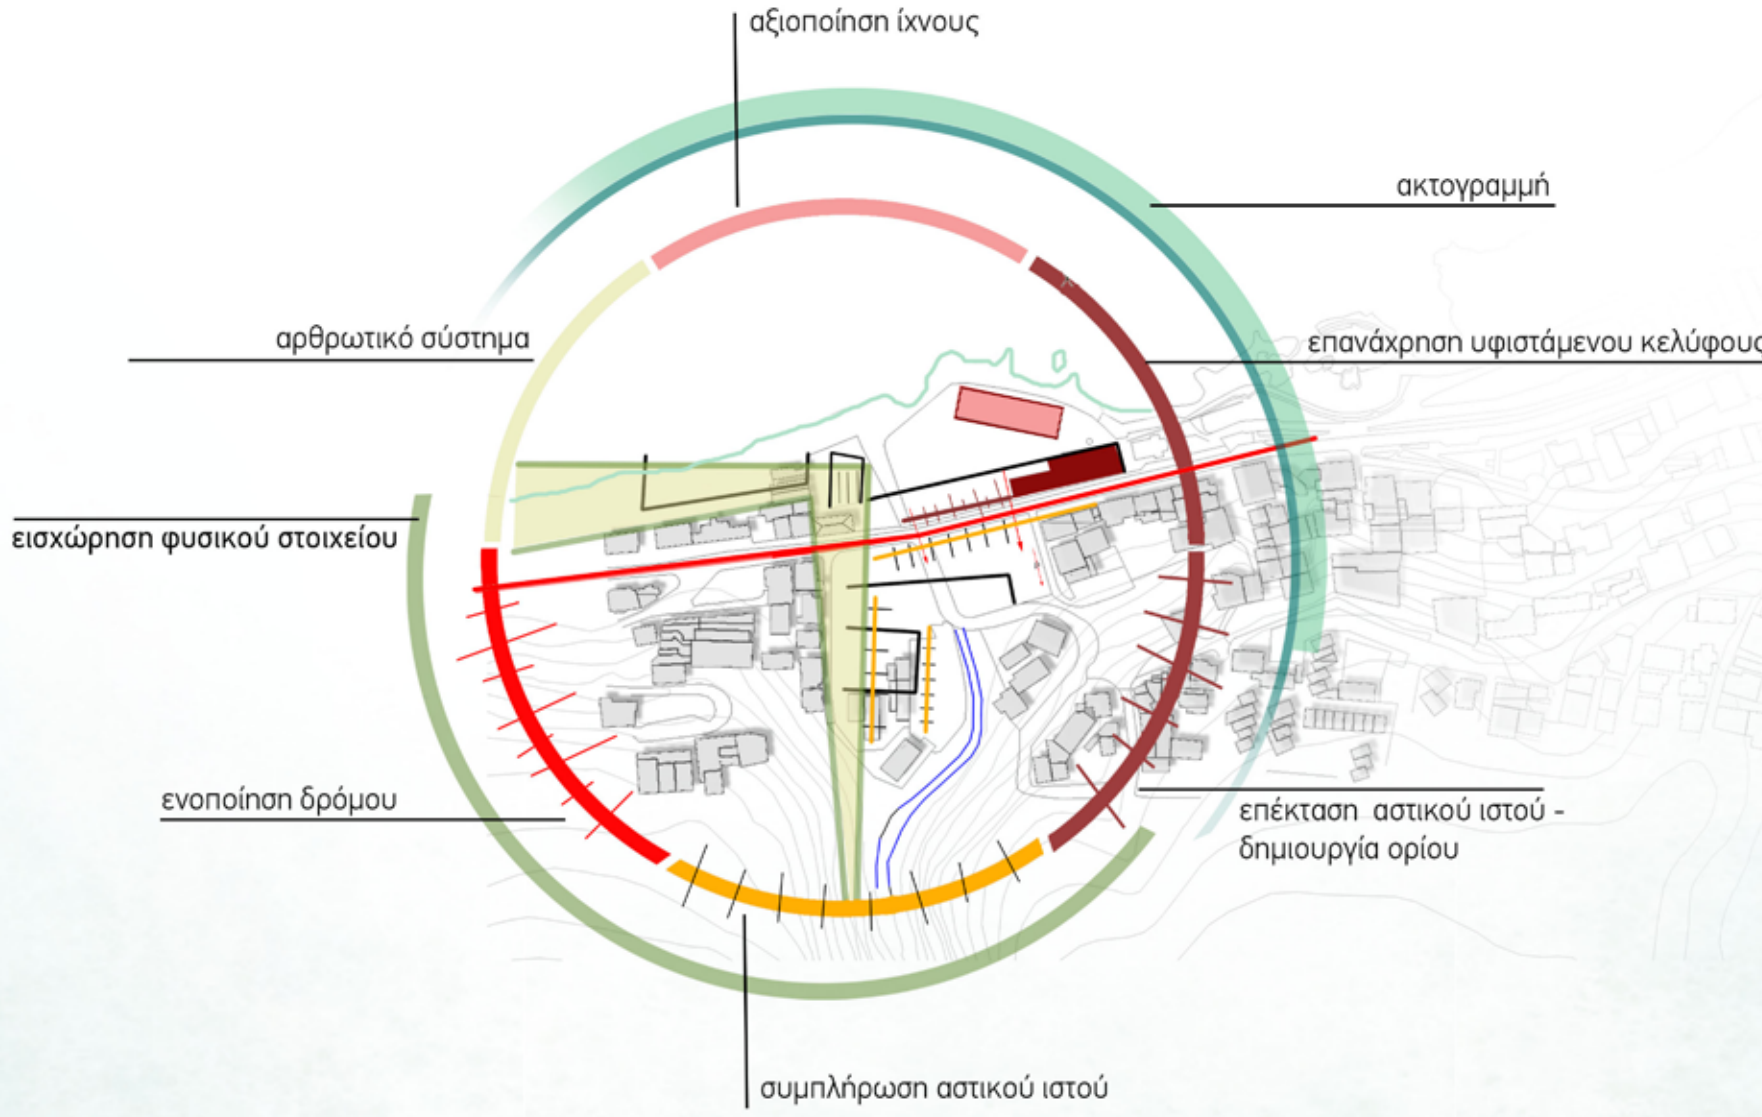 αξιοποίηση ίχνους
ακτογραμμή
αρθρωτικό σύστημα
επανάχρηση υφιστάμενου κελύφους
εισχώρηση φυσικού στοιχείου
ενοποίηση δρόμου
επέκταση αστικού ιστού -
δημιουργία ορίου
συμπλήρωση αστικού ιστού